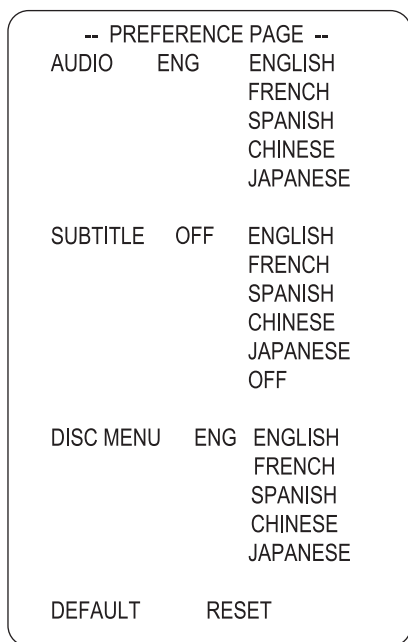 -- PREFERENCE PAGE --
AUDIO ENG ENGLISH
FRENCH
SPANISH
CHINESE
JAPANESE
SUBTITLE OFF ENGLISH
FRENCH
SPANISH
CHINESE
JAPANESE
OFF
DISC MENU ENG ENGLISH
FRENCH
SPANISH
CHINESE
JAPANESE
DEFAULT RESET